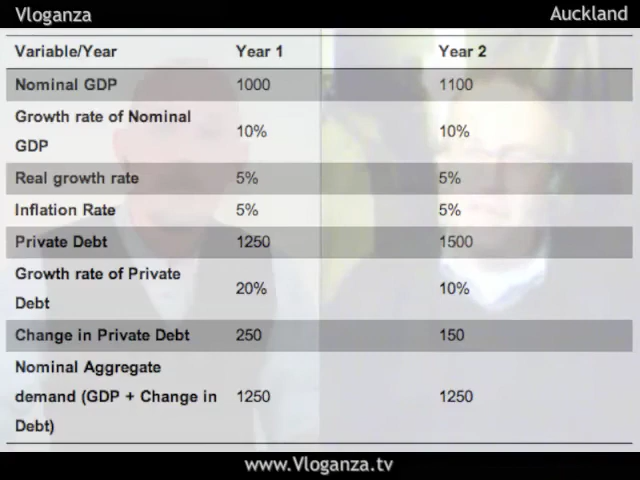 Vloganza Auckland
Variable/Year Year 1 Year 2
Nominal GDP 1000 1100
Growth rate of Nominal
GDP 10% 10%
Real growth rate 5% 5%
Inflation Rate 5% 5%
Private Debt 1250 1500
Growth rate of Private
Debt 20% 10%
Change in Private Debt 250 150
Nominal Aggregate
demand (GDP + Change in 1250 1250
Debt)
www.Vloganza.tv